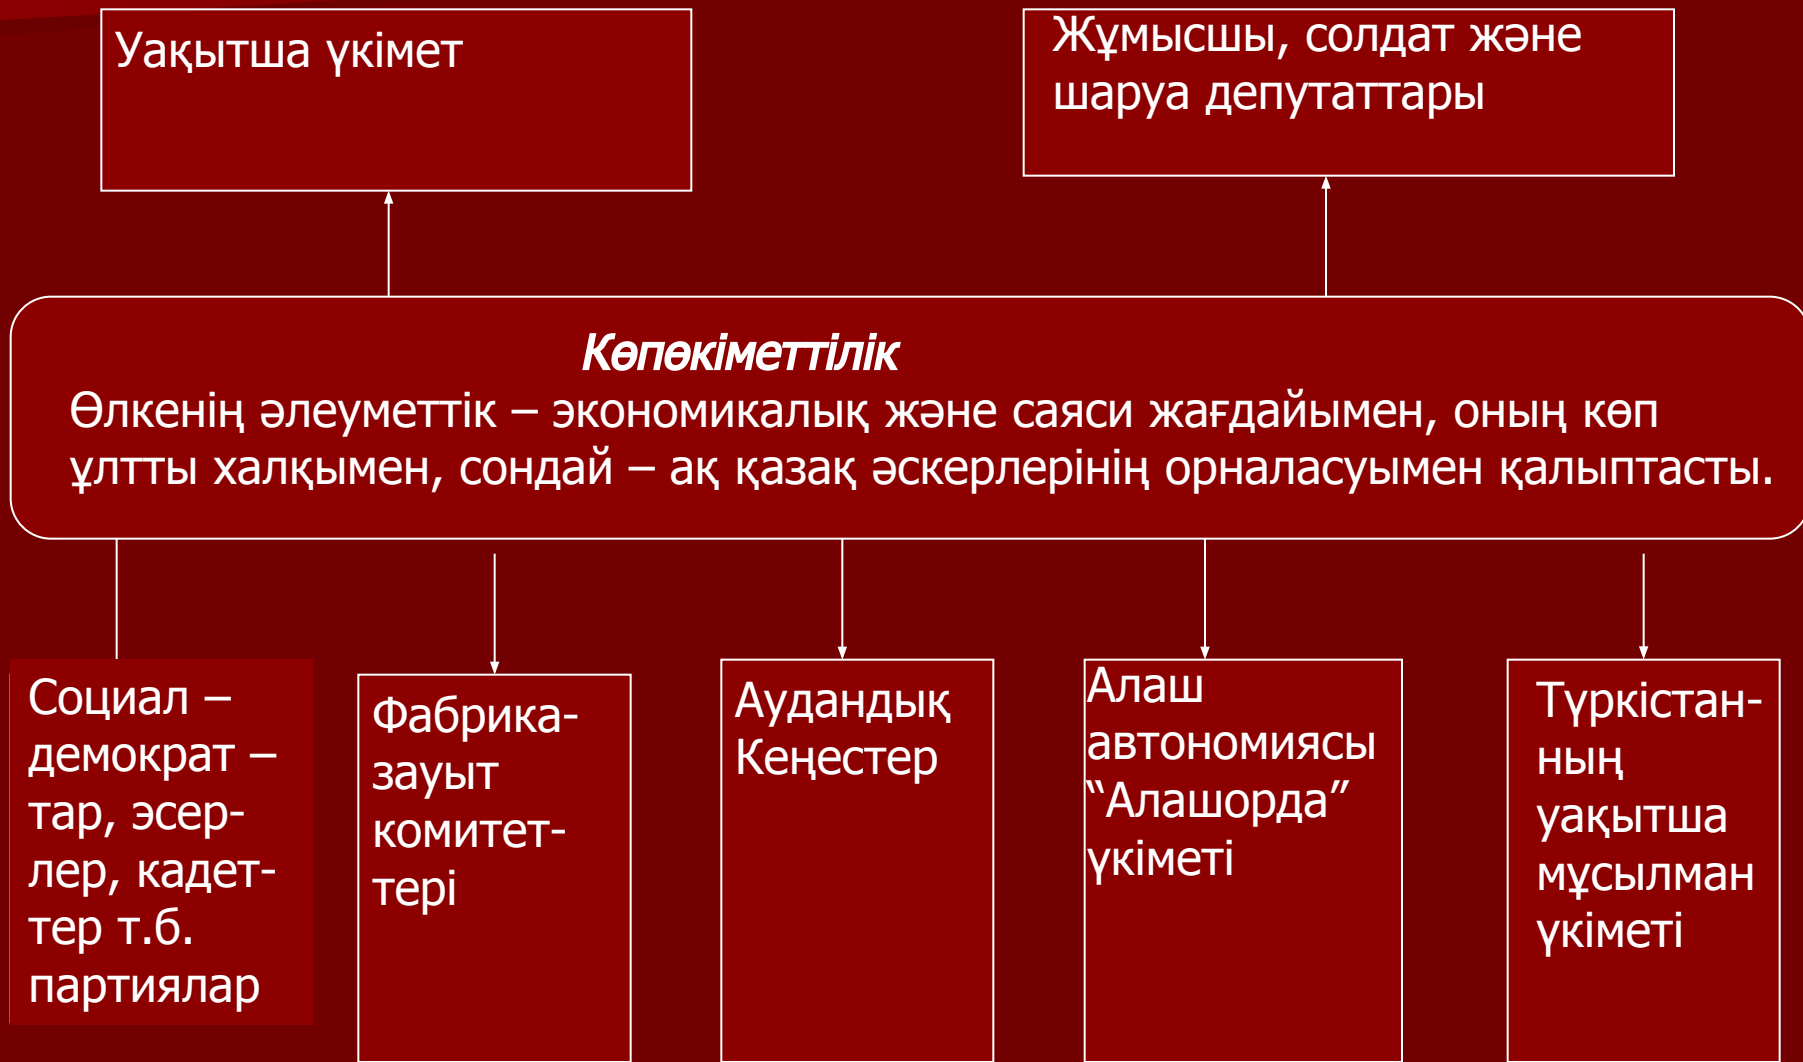 Уақытша үкімет
Жұмысшы, солдат және
шаруа депутаттары
Көпөкіметтілік
Өлкенің әлеуметтік – экономикалық және саяси жағдайымен, оның көп
ұлтты халқымен, сондай – ақ қазақ әскерлерінің орналасуымен қалыптасты.
Социал –
демократ –
тар, эсер-
лер, кадет-
тер т.б.
партиялар
Фабрика-
зауыт
комитет-
тері
Аудандық
Кеңестер
Алаш
автономиясы
“Алашорда”
үкіметі
Түркістан-
ның
уақытша
мұсылман
үкіметі